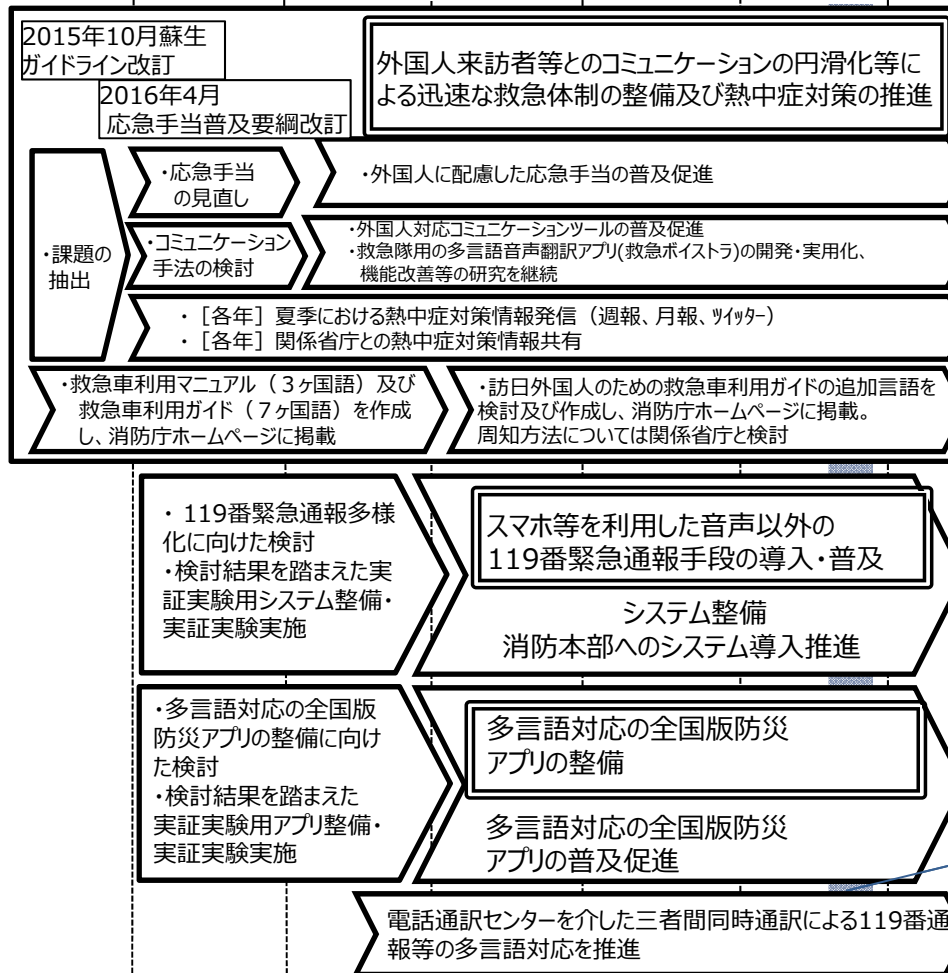 2015年10月蘇生
ガイドライン改訂
2016年4月
応急手当普及要綱改訂
外国人来訪者等とのコミュニケーションの円滑化等に
よる迅速な救急体制の整備及び熱中症対策の推進
・課題の
抽出
・応急手当
の見直し
・外国人に配慮した応急手当の普及促進
・コミュニケーション
手法の検討
・外国人対応コミュニケーションツールの普及促進
・救急隊用の多言語音声翻訳アプリ(救急ボイストラ)の開発・実用化、
機能改善等の研究を継続
・［各年］夏季における熱中症対策情報発信（週報、月報、ﾂｲｯﾀｰ）
・［各年］関係省庁との熱中症対策情報共有
・救急車利用マニュアル（３ヶ国語）及び
救急車利用ガイド（７ヶ国語）を作成
し、消防庁ホームページに掲載
・訪日外国人のための救急車利用ガイドの追加言語を
検討及び作成し、消防庁ホームページに掲載。
周知方法については関係省庁と検討
・ 119番緊急通報多様
化に向けた検討
・検討結果を踏まえた実
証実験用システム整備・
実証実験実施
スマホ等を利用した音声以外の
119番緊急通報手段の導入・普及
システム整備
消防本部へのシステム導入推進
・多言語対応の全国版
防災アプリの整備に向け
た検討
・検討結果を踏まえた
実証実験用アプリ整備・
実証実験実施
多言語対応の全国版防災
アプリの整備
多言語対応の全国版防災
アプリの普及促進
電話通訳センターを介した三者間同時通訳による119番通
報等の多言語対応を推進